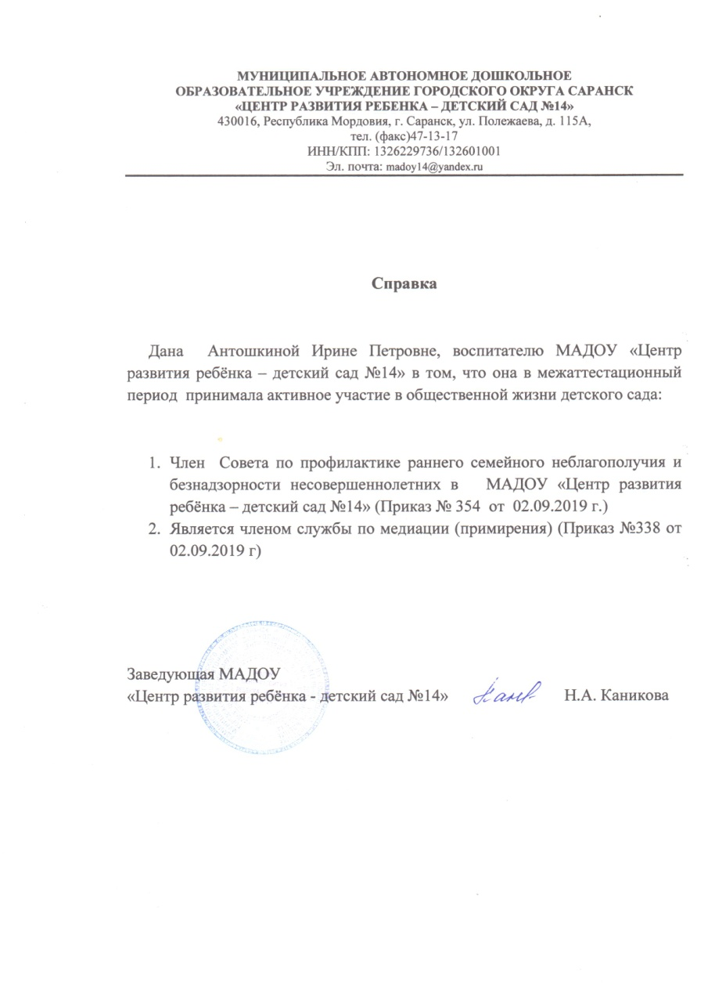 МУНИЦИПАЛЬНОЕ АВТОНОМНОЕ ДОШКОЛЬНОЕ
ОБРАЗОВАТЕЛЬНОЕ УЧРЕЖДЕНИЕ ГОРОДСКОГО ОКРУГА САРАНСК
«ЦЕНТР РАЗВИТИЯ РЕБЕНКА – ДЕТСКИЙ САД №14»
430016, Республика Мордовия, г. Саранск, ул. Полежаева, д. 115А,
тел. (факс)47-13-17
ИНН/КПП: 1326229736/132601001
Эл. почта: madoy14@yandex.ru
Справка
Дана Антошкиной Ирине Петровне, воспитателю МАДОУ «Центр
развития ребёнка – детский сад №14» в том, что она в межаттестационный
период принимала активное участие в общественной жизни детского сада:
1. Член Совета по профилактике раннего семейного неблагополучия и
безнадзорности несовершеннолетних в МАДОУ «Центр развития
ребёнка – детский сад №14» (Приказ № 354 от 02.09.2019 г.)
2. Является членом службы по медиации (примирения) (Приказ №338 от
02.09.2019 г)
Заведующая МАДОУ
«Центр развития ребёнка - детский сад №14» Н.А. Каникова